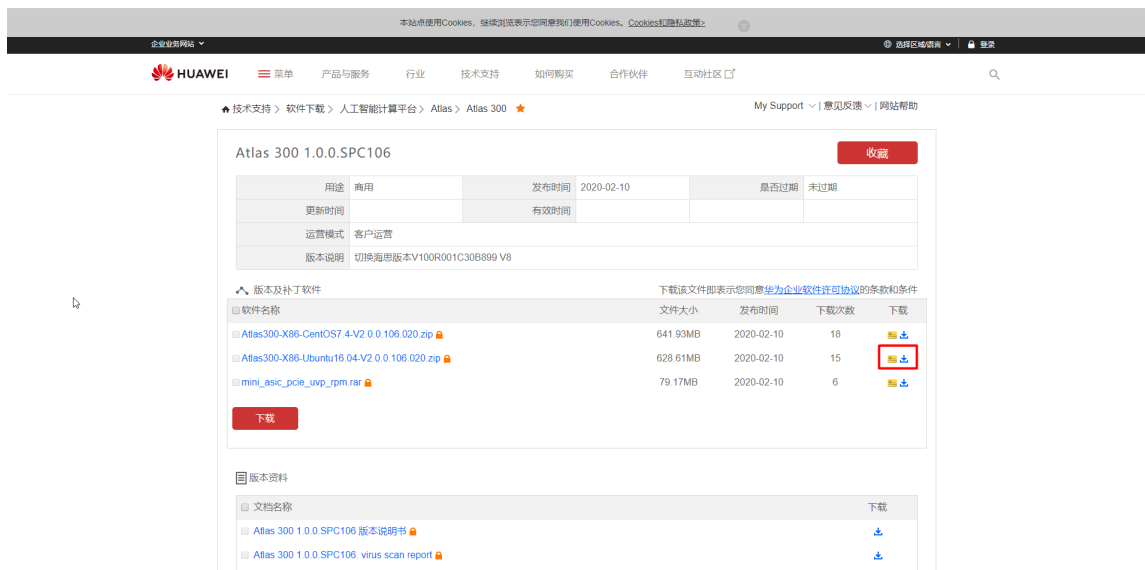 本站点使用Cookies，继续浏览表示您同意我们使用Cookies。Cookies和隐私政策>
企业业务网站 选择区域/语言 登录
HUAWEI 菜单 产品与服务 行业 技术支持 如何购买 合作伙伴 互动社区
技术支持 > 软件下载 > 人工智能计算平台 > Atlas > Atlas 300 My Support | 意见反馈 | 网站帮助
Atlas 300 1.0.0.SPC106 收藏
用途 商用 发布时间 2020-02-10 是否过期 未过期
更新时间 有效时间
运营模式 客户运营
版本说明 切换海思版本V100R001C30B899 V8
版本及补丁软件 下载该文件即表示您同意华为企业软件许可协议的条款和条件
软件名称 文件大小 发布时间 下载次数 下载
Atlas300-X86-CentOS7.4-V2.0.0.106.020.zip 641.93MB 2020-02-10 18
Atlas300-X86-Ubuntu16.04-V2.0.0.106.020.zip 628.61MB 2020-02-10 15
mini_asic_pcie_uvp_rpm.rar 79.17MB 2020-02-10 6
下载
版本资料
文档名称 下载
Atlas 300 1.0.0.SPC106 版本说明书
Atlas 300 1.0.0.SPC106. virus scan report